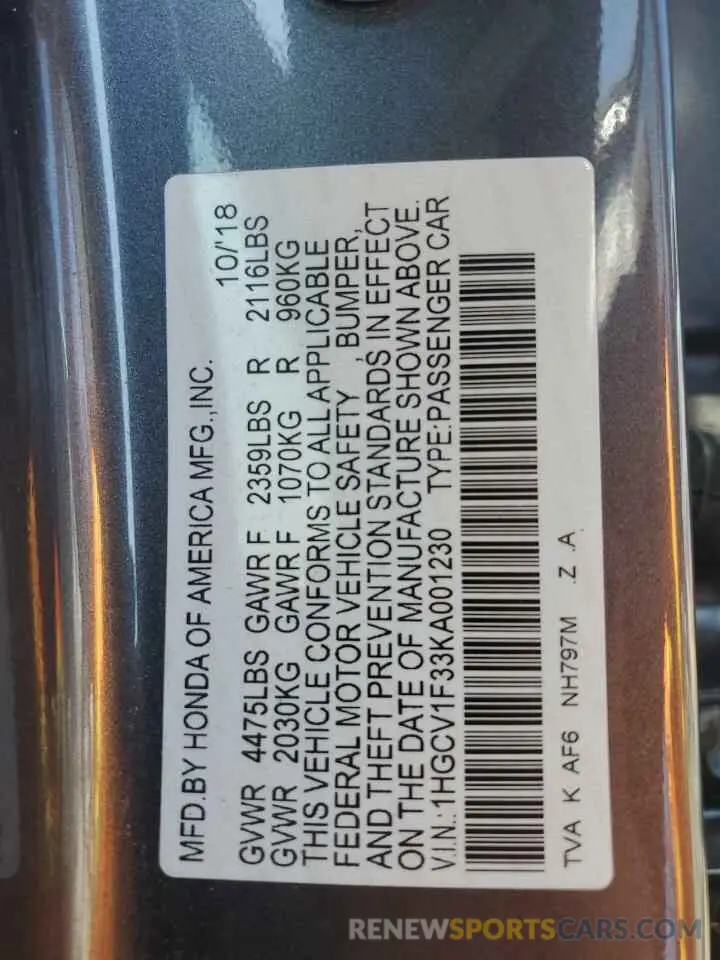 MFD.BY HONDA OF AMERICA MFG.,INC. 10/'18
GVWR 4475LBS GAWR F 2359LBS R 2116LBS
GVWR 2030KG GAWR F 1070KG R 960KG
THIS VEHICLE CONFORMS TO ALL APPLICABLE
FEDERAL MOTOR VEHICLE SAFETY , BUMPER,
AND THEFT PREVENTION STANDARDS IN EFFECT
ON THE DATE OF MANUFACTURE SHOWN ABOVE.
V.I.N.:1HGCV1F33KA001230 TYPE:PASSENGER CAR
TVA K AF6 NH797M .Z .A
RENEWSPORTSCARS.COM